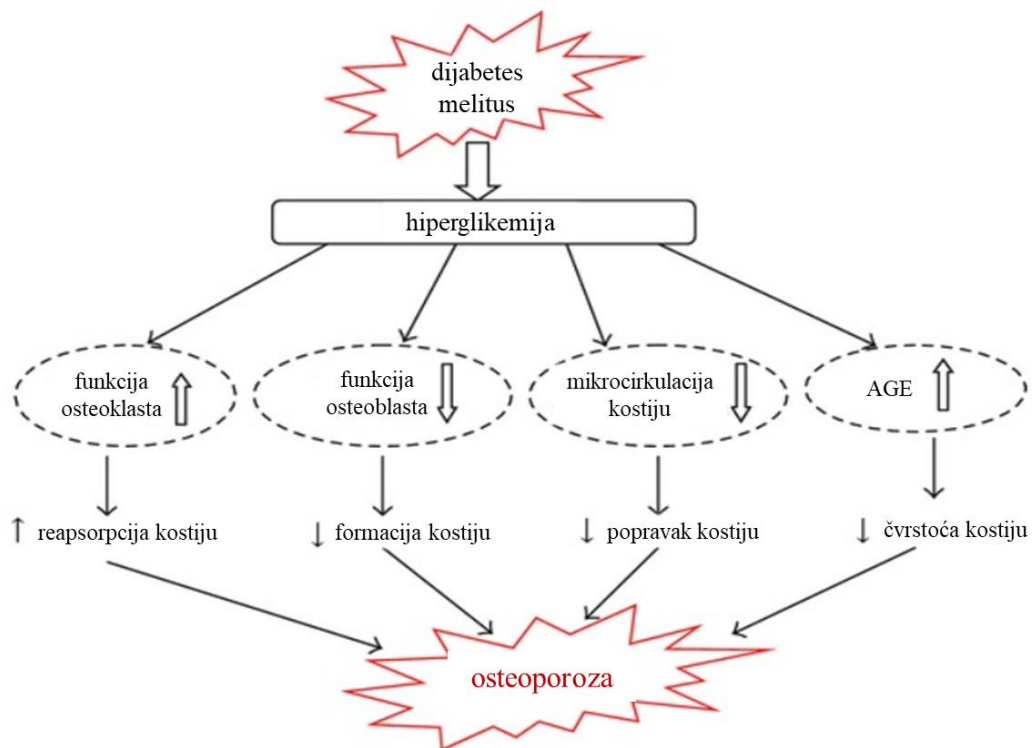 dijabetes
melitus
hiperglikemija
funkcija
osteoklasta
funkcija
osteoblasta
mikrocirkulacija
kostiju
AGE
↑ reapsorpcija kostiju
↓ formacija kostiju
↓ popravak kostiju
↓ čvrstoća kostiju
osteoporoza